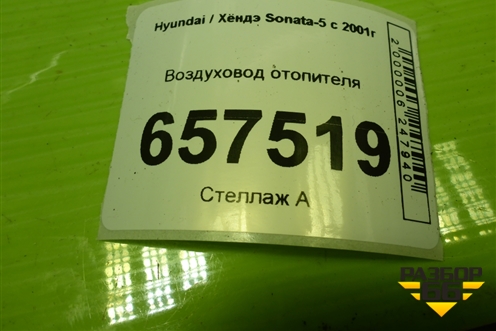 Hyundai / Хёндэ Sonata-5 с 2001г
Воздуховод отопителя
657519
Стеллаж А
2000006247940
РАЗБОР